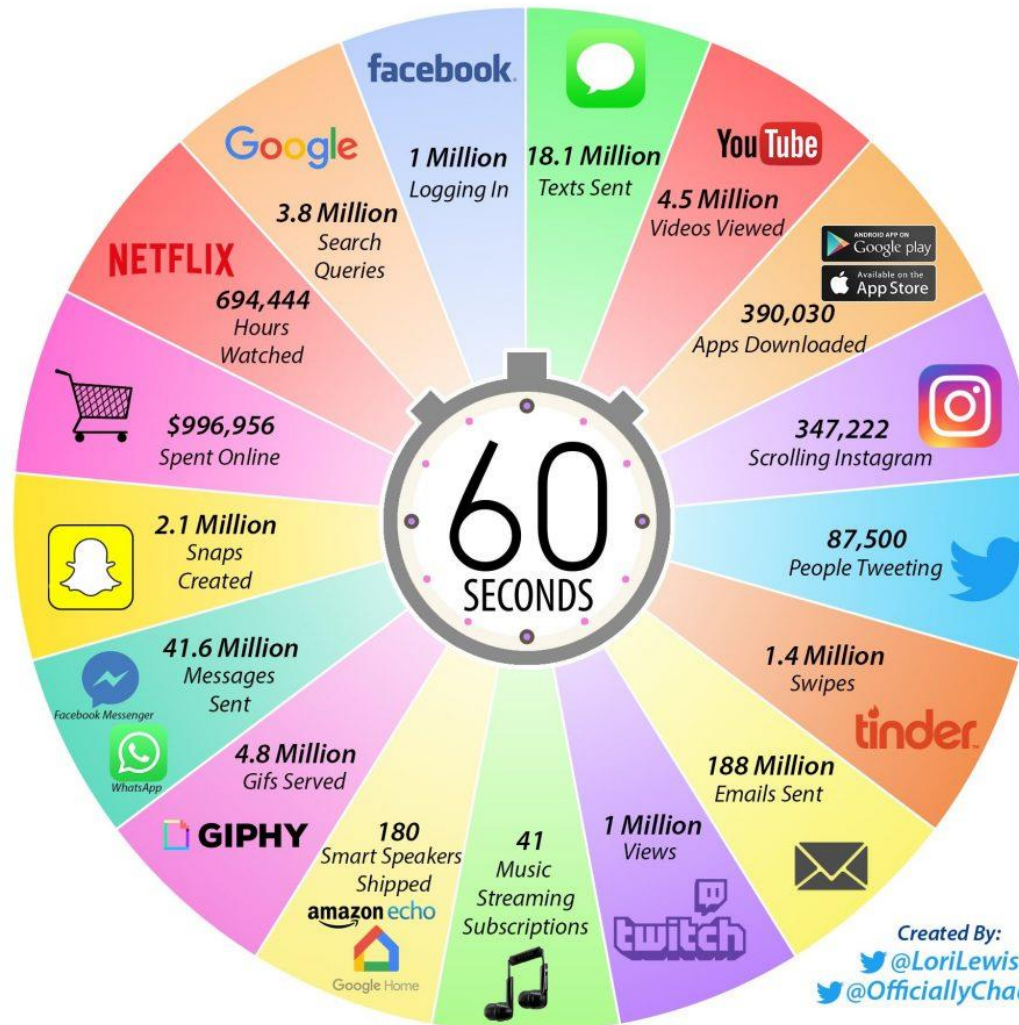 facebook
1 Million
Logging In
18.1 Million
Texts Sent
YouTube
4.5 Million
Videos Viewed
ANDROID APP ON
Google play
Available on the
App Store
390,030
Apps Downloaded
347,222
Scrolling Instagram
87,500
People Tweeting
1.4 Million
Swipes
tinder
188 Million
Emails Sent
1 Million
Views
twitch
41
Music
Streaming
Subscriptions
180
Smart Speakers
Shipped
amazon echo
Google Home
4.8 Million
Gifs Served
GIPHY
41.6 Million
Messages
Sent
Facebook Messenger
WhatsApp
2.1 Million
Snaps
Created
$996,956
Spent Online
NETFLIX
694,444
Hours
Watched
Google
3.8 Million
Search
Queries
60
SECONDS
Created By:
@LoriLewis